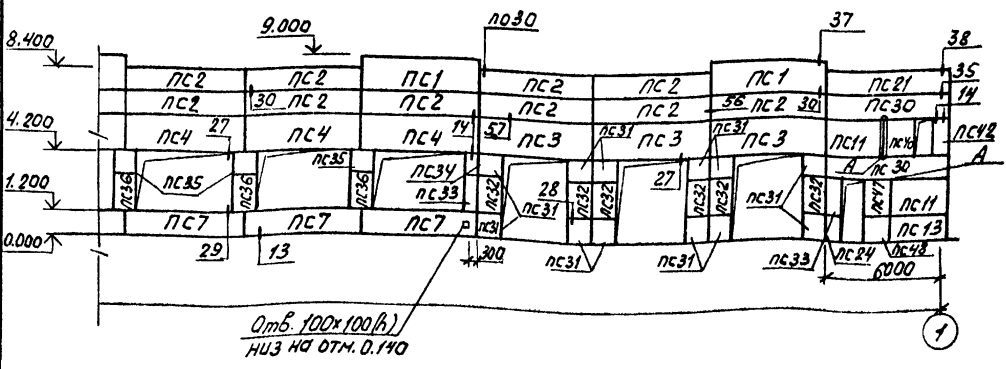 8.400
9.000
ПО30
37
38
35
14
ПС2 ПС2 ПС1 ПС2 ПС2 ПС1 ПС21
ПС2 30 ПС2 ПС2 ПС2 ПС2 56 ПС2 30 ПС30
4.200
ПС4 27 ПС4 ПС4 14 57 ПС3 ПС31 ПС3 ПС31 ПС3 ПС11 ПС48
А ПС30 А
ПС36 ПС35 ПС36 ПС35 ПС36 ПС34 ПС33 ПС32 ПС31 28 ПС32 ПС32 27 ПС32 ПС32 ПС31 ПС32 ПС47 ПС11
1.200
ПС7 ПС7 ПС7 ПС31 ПС13
0.000
29 13 300 ПС31 ПС31 ПС33 ПС24 ПС48
6000
Отв. 100×100(h)
низ на отм. 0.140
1